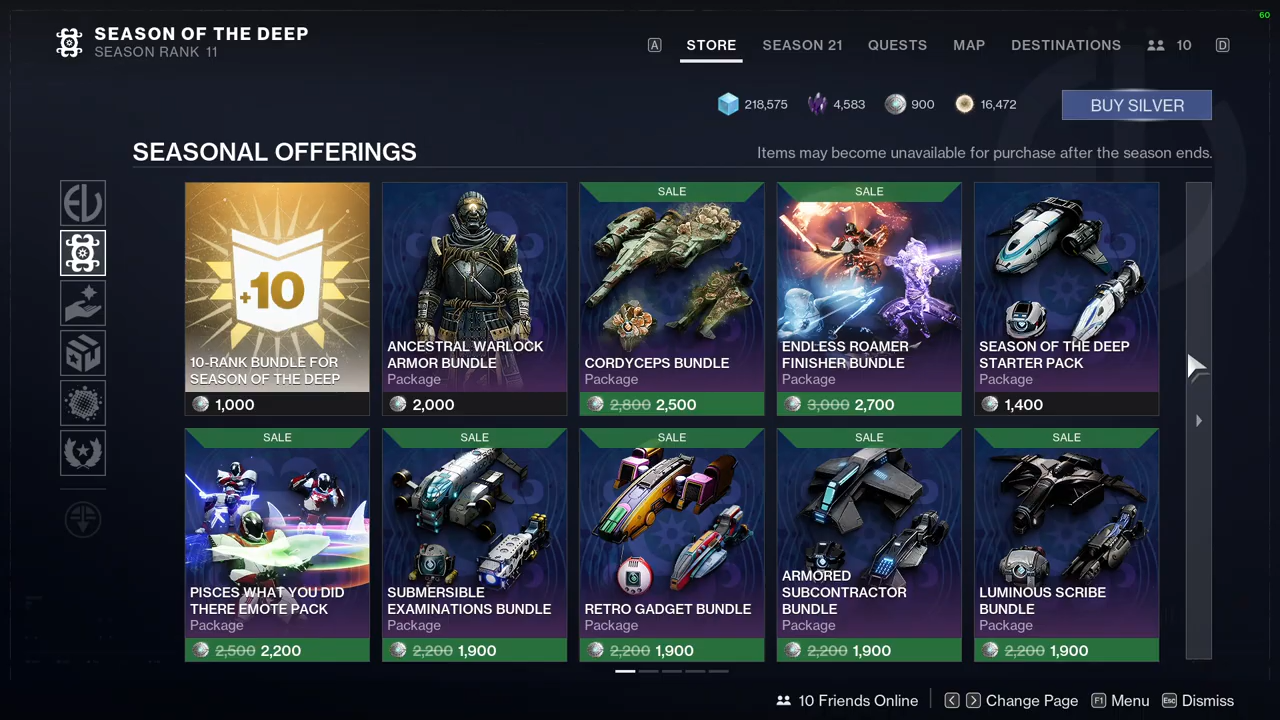 60
SEASON OF THE DEEP
SEASON RANK 11
A STORE SEASON 21 QUESTS MAP DESTINATIONS 10 D
218,575 4,583 900 16,472 BUY SILVER
SEASONAL OFFERINGS
Items may become unavailable for purchase after the season ends.
+10
10-RANK BUNDLE FOR
SEASON OF THE DEEP
1,000
ANCESTRAL WARLOCK
ARMOR BUNDLE
Package
2,000
SALE
CORDYCEPS BUNDLE
Package
2,800 2,500
SALE
ENDLESS ROAMER
FINISHER BUNDLE
Package
3,000 2,700
SEASON OF THE DEEP
STARTER PACK
Package
1,400
SALE
PISCES WHAT YOU DID
THERE EMOTE PACK
Package
2,500 2,200
SALE
SUBMERSIBLE
EXAMINATIONS BUNDLE
Package
2,200 1,900
SALE
RETRO GADGET BUNDLE
Package
2,200 1,900
SALE
ARMORED
SUBCONTRACTOR
BUNDLE
Package
2,200 1,900
SALE
LUMINOUS SCRIBE
BUNDLE
Package
2,200 1,900
10 Friends Online < > Change Page F1 Menu Esc Dismiss